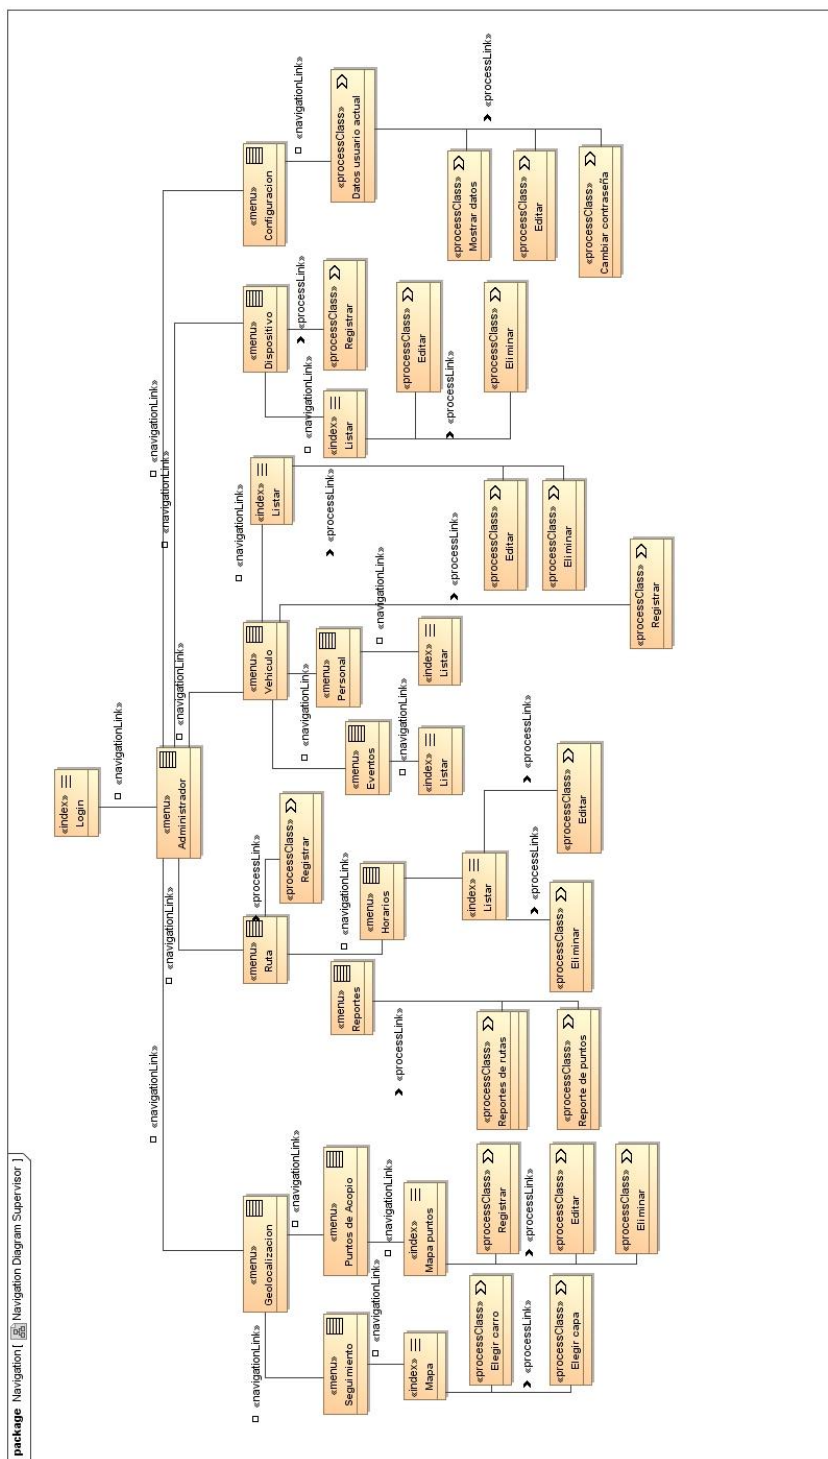 package Navigation [ Navigation Diagram Supervisor ]
«index»
Login
«navigationLink»
«menu»
Administrador
«navigationLink»
«navigationLink»
«navigationLink»
«navigationLink»
«navigationLink»
«menu»
Geolocalizacion
«navigationLink»
«navigationLink»
«menu»
Seguimiento
«navigationLink»
«index»
Mapa
«processClass»
Elegir carro
«processLink»
«processClass»
Elegir capa
«menu»
Puntos de Acopio
«navigationLink»
«index»
Mapa puntos
«processClass»
Registrar
«processLink»
«processClass»
Editar
«processClass»
Eliminar
«menu»
Ruta
«processLink»
«processClass»
Registrar
«navigationLink»
«menu»
Reportes
«processLink»
«processClass»
Reportes de rutas
«processClass»
Reporte de puntos
«menu»
Horarios
«index»
Listar
«processLink»
«processClass»
Eliminar
«processLink»
«processClass»
Editar
«menu»
Vehiculo
«navigationLink»
«navigationLink»
«menu»
Eventos
«navigationLink»
«index»
Listar
«menu»
Personal
«navigationLink»
«index»
Listar
«processLink»
«processClass»
Registrar
«navigationLink»
«index»
Listar
«processLink»
«processClass»
Editar
«processClass»
Eliminar
«menu»
Dispositivo
«navigationLink»
«processLink»
«index»
Listar
«processClass»
Registrar
«processLink»
«processClass»
Editar
«processClass»
Eliminar
«menu»
Configuracion
«navigationLink»
«processClass»
Datos usuario actual
«processLink»
«processClass»
Mostrar datos
«processClass»
Editar
«processClass»
Cambiar contraseña